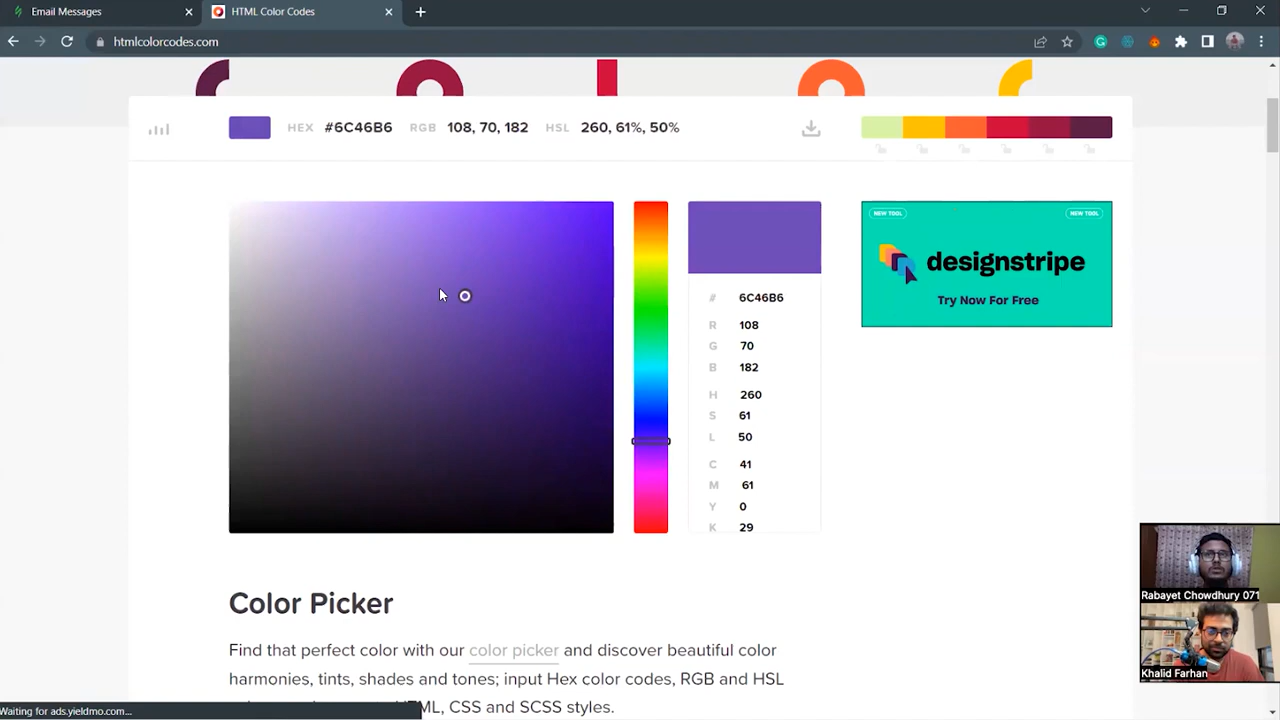 Email Messages
HTML Color Codes
htmlcolorcodes.com
HEX #6C46B6 RGB 108, 70, 182 HSL 260, 61%, 50%
# 6C46B6
R 108
G 70
B 182
H 260
S 61
L 50
C 41
M 61
Y 0
K 29
NEW TOOL NEW TOOL
designstripe
Try Now For Free
Color Picker
Find that perfect color with our color picker and discover beautiful color
harmonies, tints, shades and tones; input Hex color codes, RGB and HSL
HTML, CSS and SCSS styles.
Waiting for ads.yieldmo.com...
Rabayet Chowdhury 071
Khalid Farhan